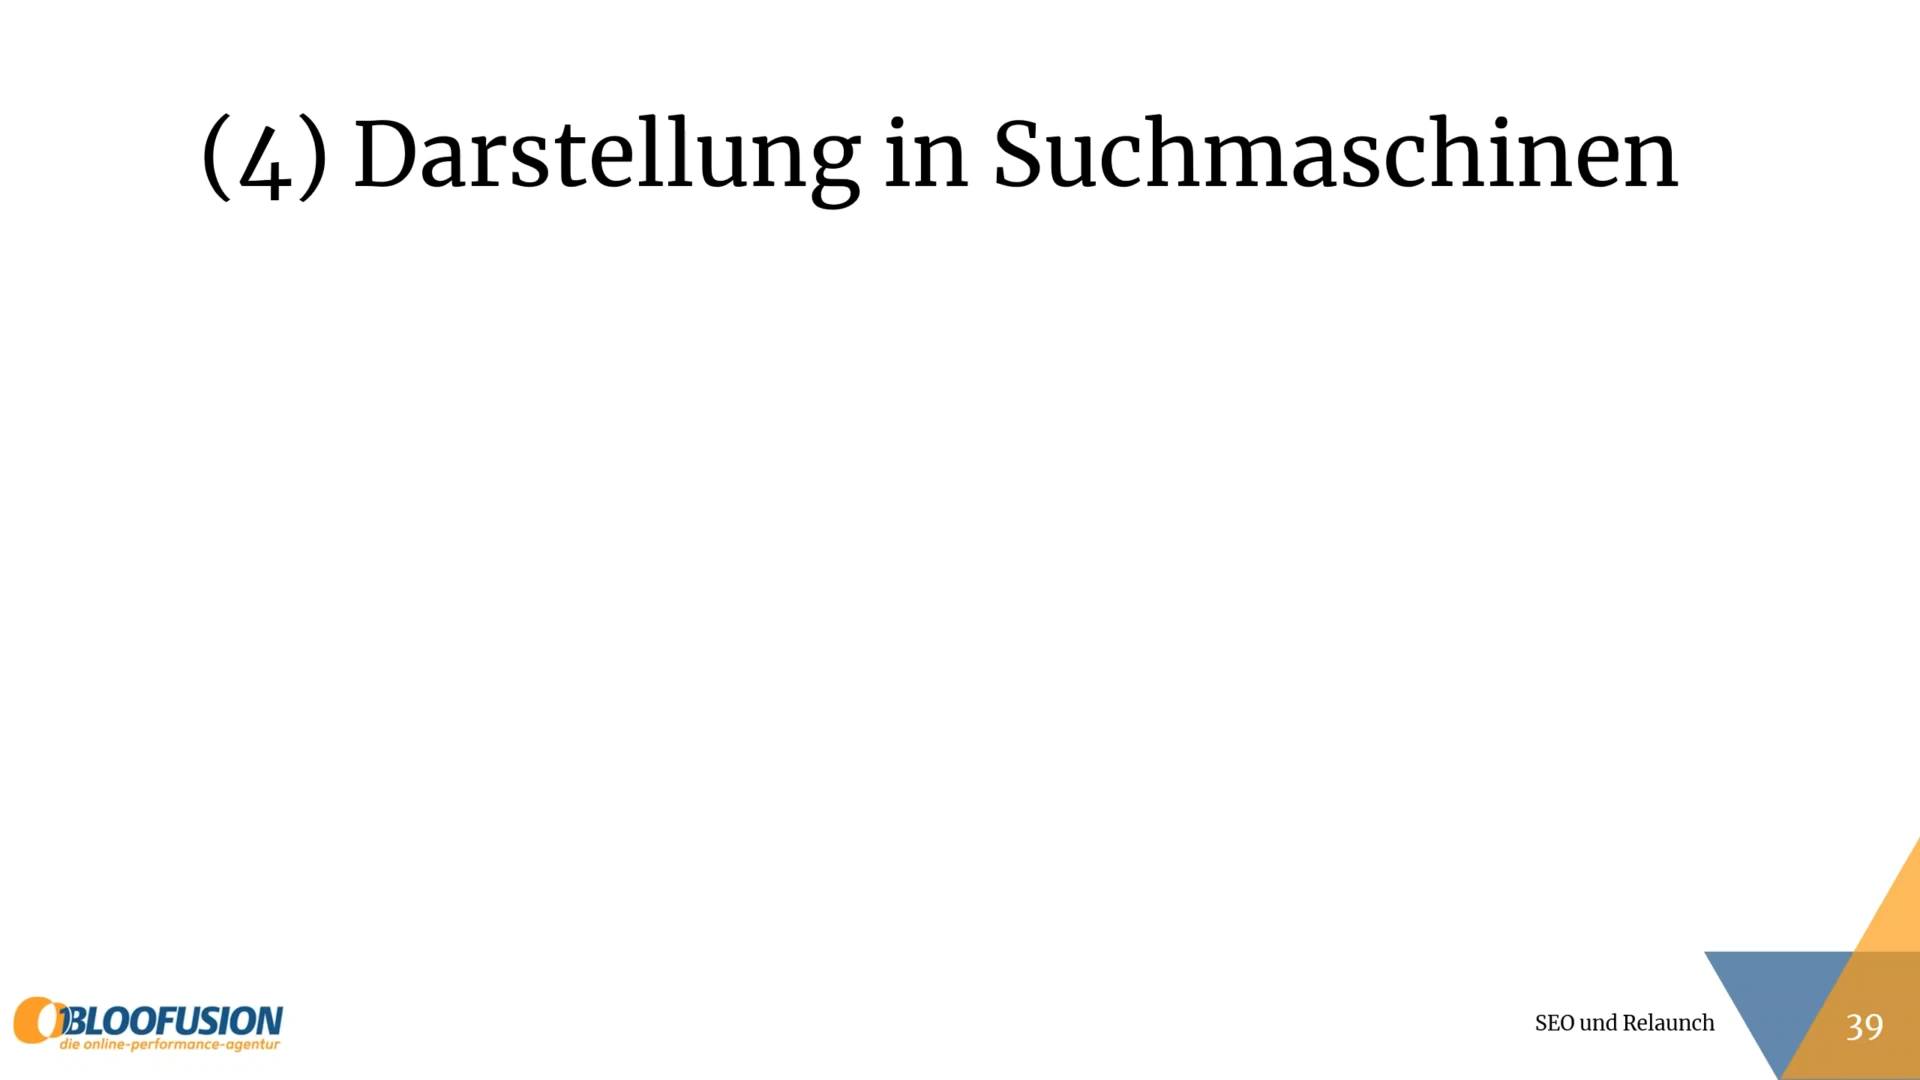 (4) Darstellung in Suchmaschinen
BLOOFUSION
die online-performance-agentur
SEO und Relaunch
39